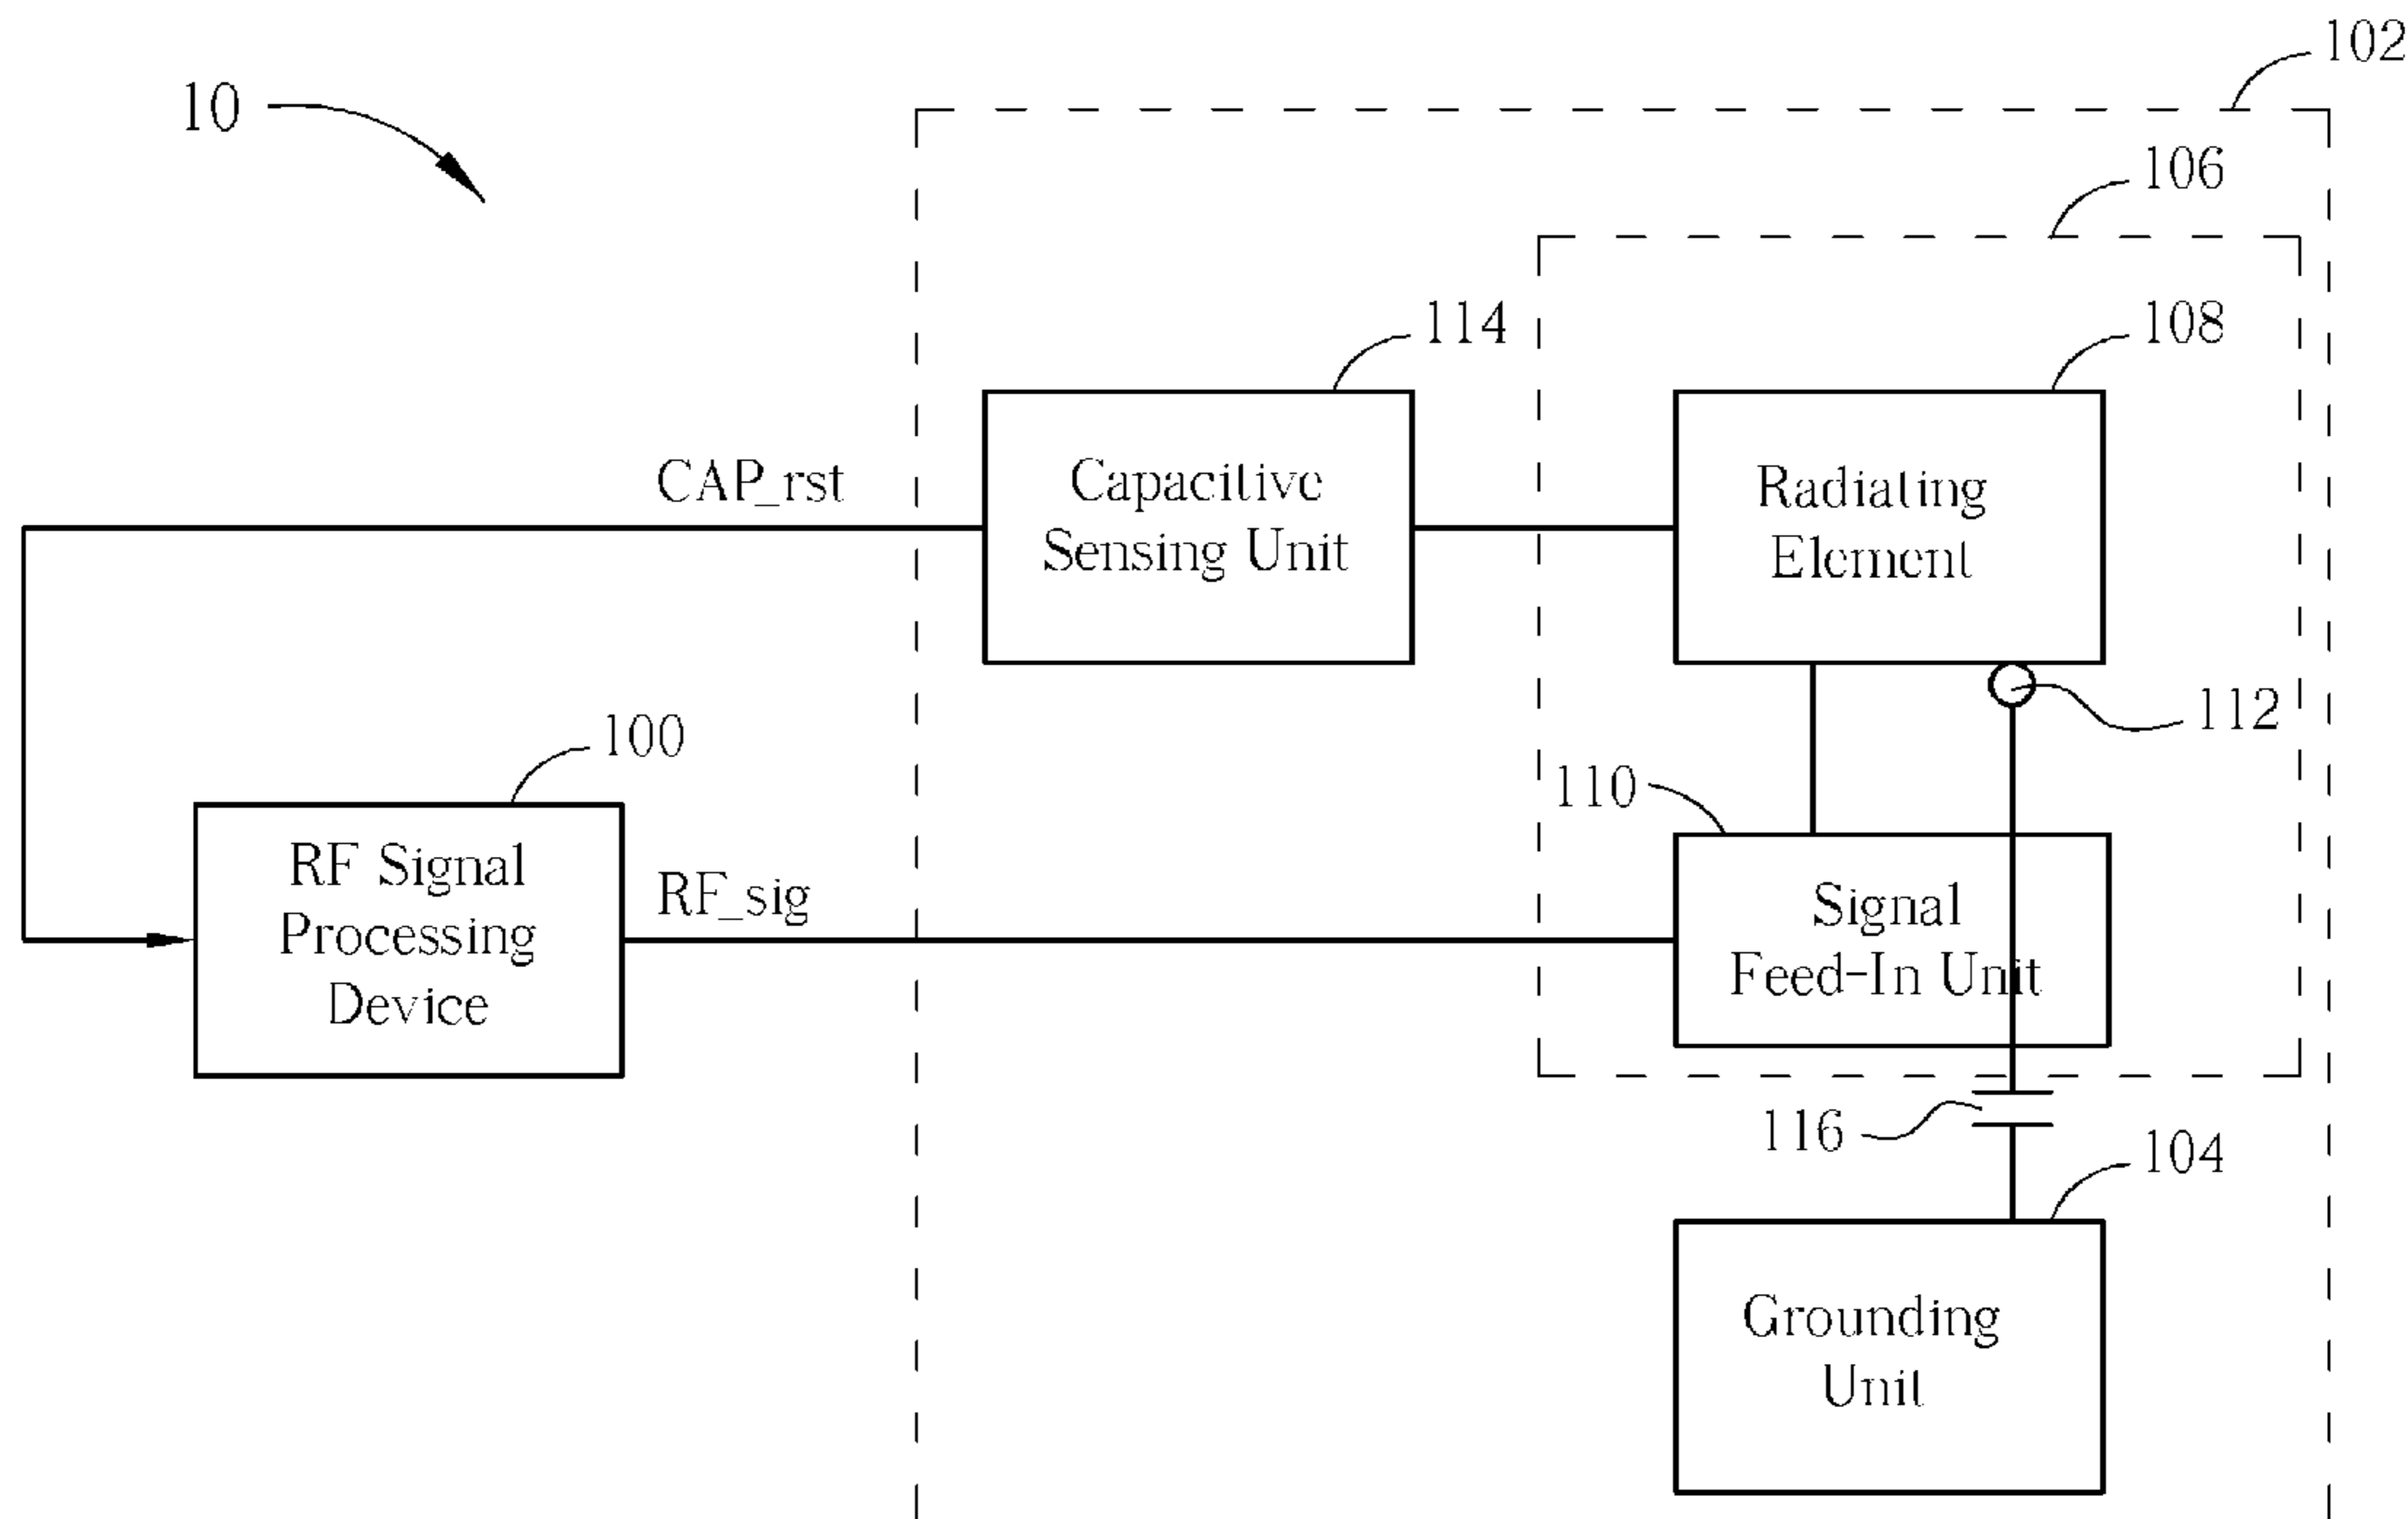 102
10
106
108
114
CAP_rst
Capacitive
Sensing Unit
Radiating
Element
112
100
110
RF Signal
Processing
Device
RF_sig
Signal
Feed-In Unit
116
104
Grounding
Unit